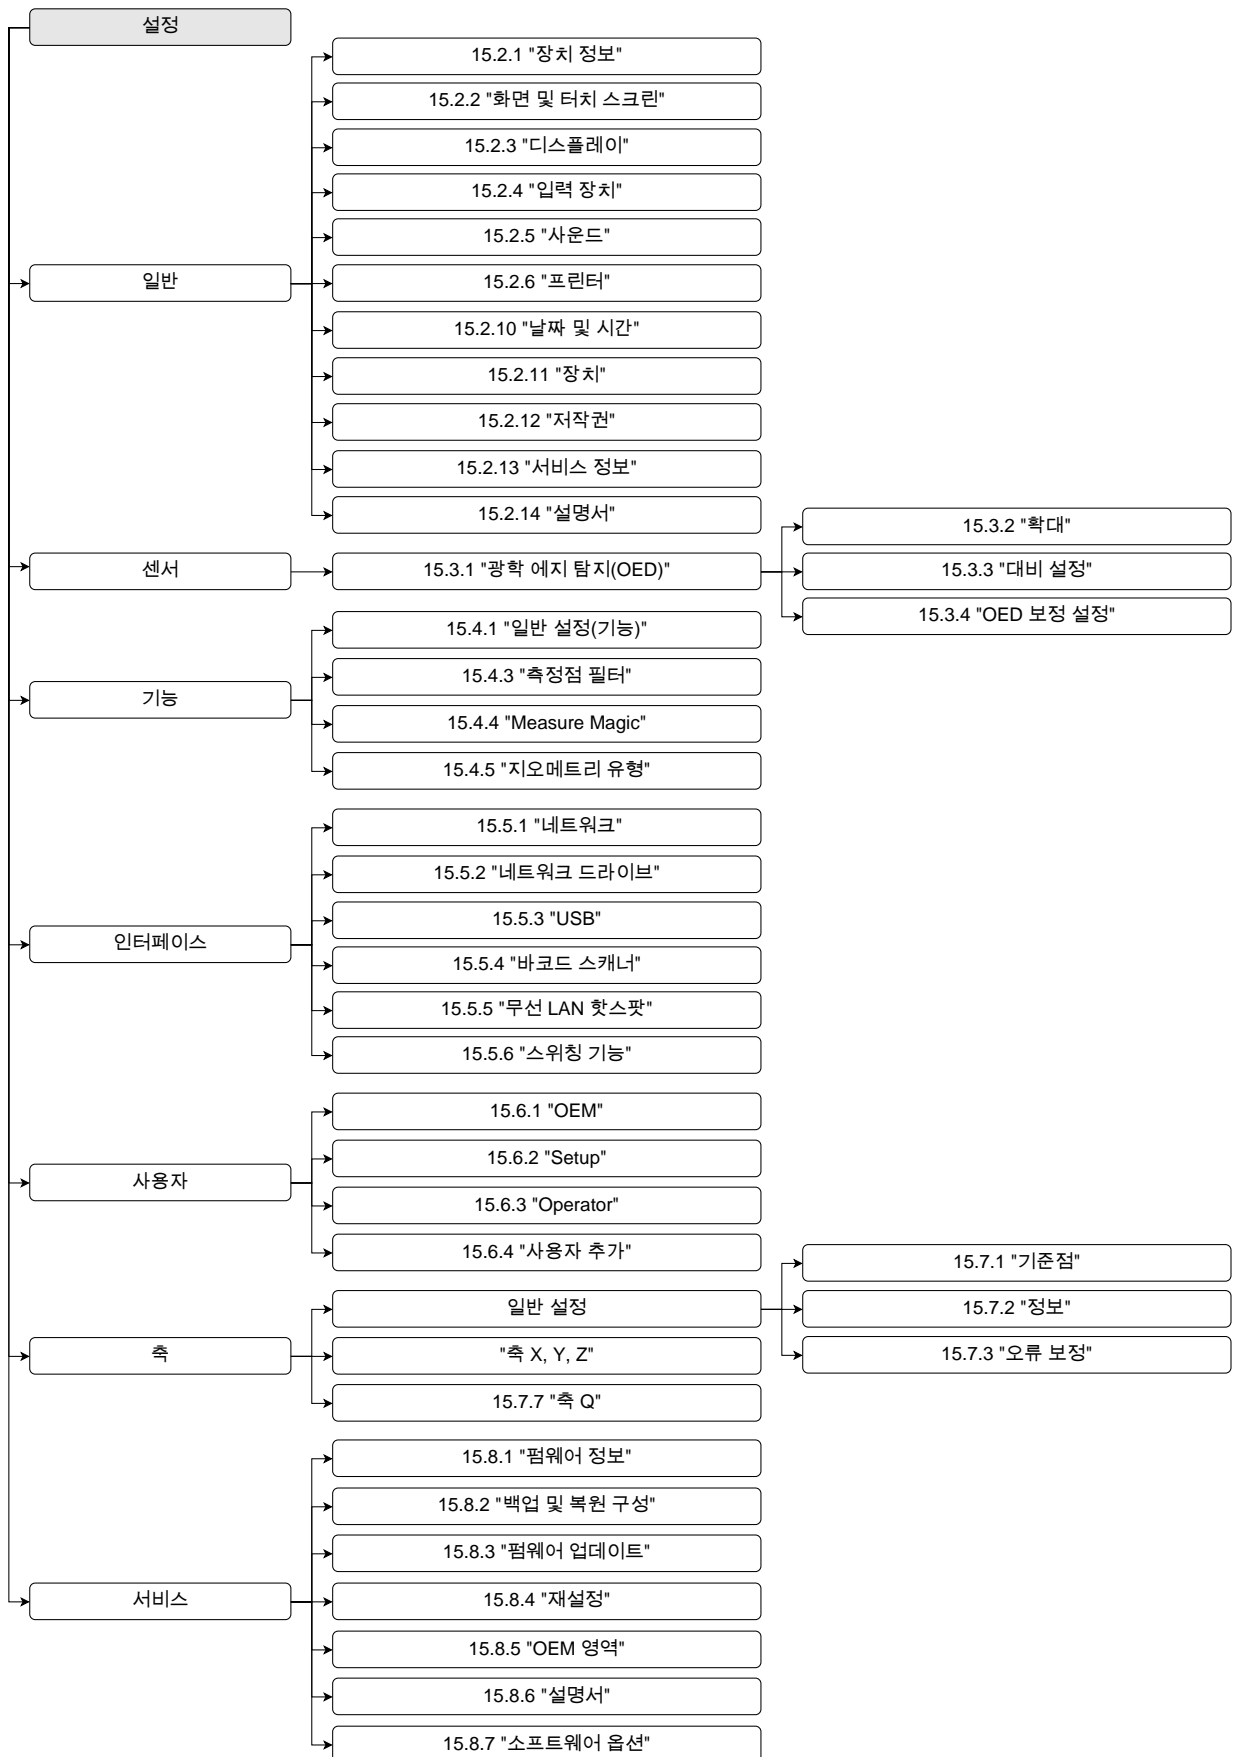 설정
일반
15.2.1 "장치 정보"
15.2.2 "화면 및 터치 스크린"
15.2.3 "디스플레이"
15.2.4 "입력 장치"
15.2.5 "사운드"
15.2.6 "프린터"
15.2.10 "날짜 및 시간"
15.2.11 "장치"
15.2.12 "저작권"
15.2.13 "서비스 정보"
15.2.14 "설명서"
센서
15.3.1 "광학 에지 탐지(OED)"
15.3.2 "확대"
15.3.3 "대비 설정"
15.3.4 "OED 보정 설정"
기능
15.4.1 "일반 설정(기능)"
15.4.3 "측정점 필터"
15.4.4 "Measure Magic"
15.4.5 "지오메트리 유형"
인터페이스
15.5.1 "네트워크"
15.5.2 "네트워크 드라이브"
15.5.3 "USB"
15.5.4 "바코드 스캐너"
15.5.5 "무선 LAN 핫스팟"
15.5.6 "스위칭 기능"
사용자
15.6.1 "OEM"
15.6.2 "Setup"
15.6.3 "Operator"
15.6.4 "사용자 추가"
축
일반 설정
15.7.1 "기준점"
15.7.2 "정보"
15.7.3 "오류 보정"
"축 X, Y, Z"
15.7.7 "축 Q"
서비스
15.8.1 "펌웨어 정보"
15.8.2 "백업 및 복원 구성"
15.8.3 "펌웨어 업데이트"
15.8.4 "재설정"
15.8.5 "OEM 영역"
15.8.6 "설명서"
15.8.7 "소프트웨어 옵션"